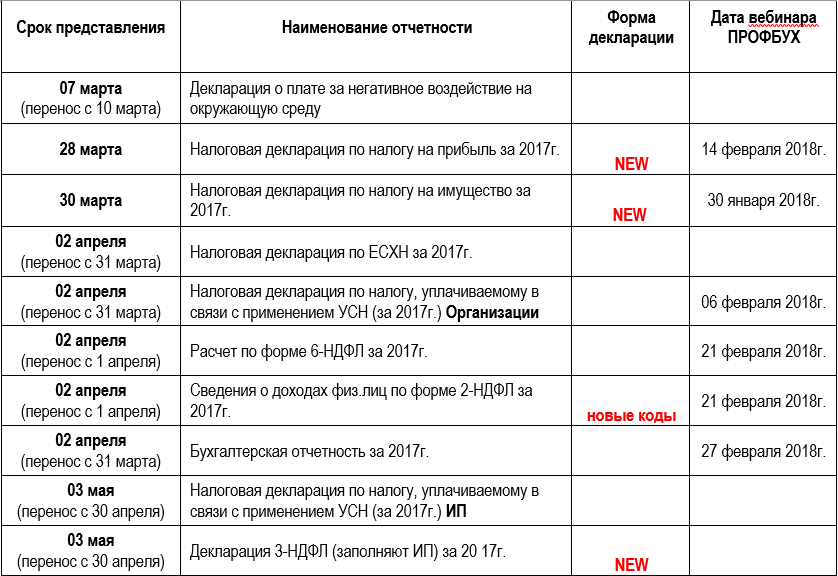 Срок представления
Наименование отчетности
Форма
декларации
Дата вебинара
ПРОФБУХ
07 марта
(перенос с 10 марта)
Декларация о плате за негативное воздействие на
окружающую среду
28 марта
Налоговая декларация по налогу на прибыль за 2017г.
NEW
14 февраля 2018г.
30 марта
Налоговая декларация по налогу на имущество за
2017г.
NEW
30 января 2018г.
02 апреля
(перенос с 31 марта)
Налоговая декларация по ЕСХН за 2017г.
02 апреля
(перенос с 31 марта)
Налоговая декларация по налогу, уплачиваемому в
связи с применением УСН (за 2017г.) Организации
06 февраля 2018г.
02 апреля
(перенос с 1 апреля)
Расчет по форме 6-НДФЛ за 2017г.
21 февраля 2018г.
02 апреля
(перенос с 1 апреля)
Сведения о доходах физ.лиц по форме 2-НДФЛ за
2017г.
новые коды
21 февраля 2018г.
02 апреля
(перенос с 31 марта)
Бухгалтерская отчетность за 2017г.
27 февраля 2018г.
03 мая
(перенос с 30 апреля)
Налоговая декларация по налогу, уплачиваемому в
связи с применением УСН (за 2017г.) ИП
03 мая
(перенос с 30 апреля)
Декларация 3-НДФЛ (заполняют ИП) за 20 17г.
NEW